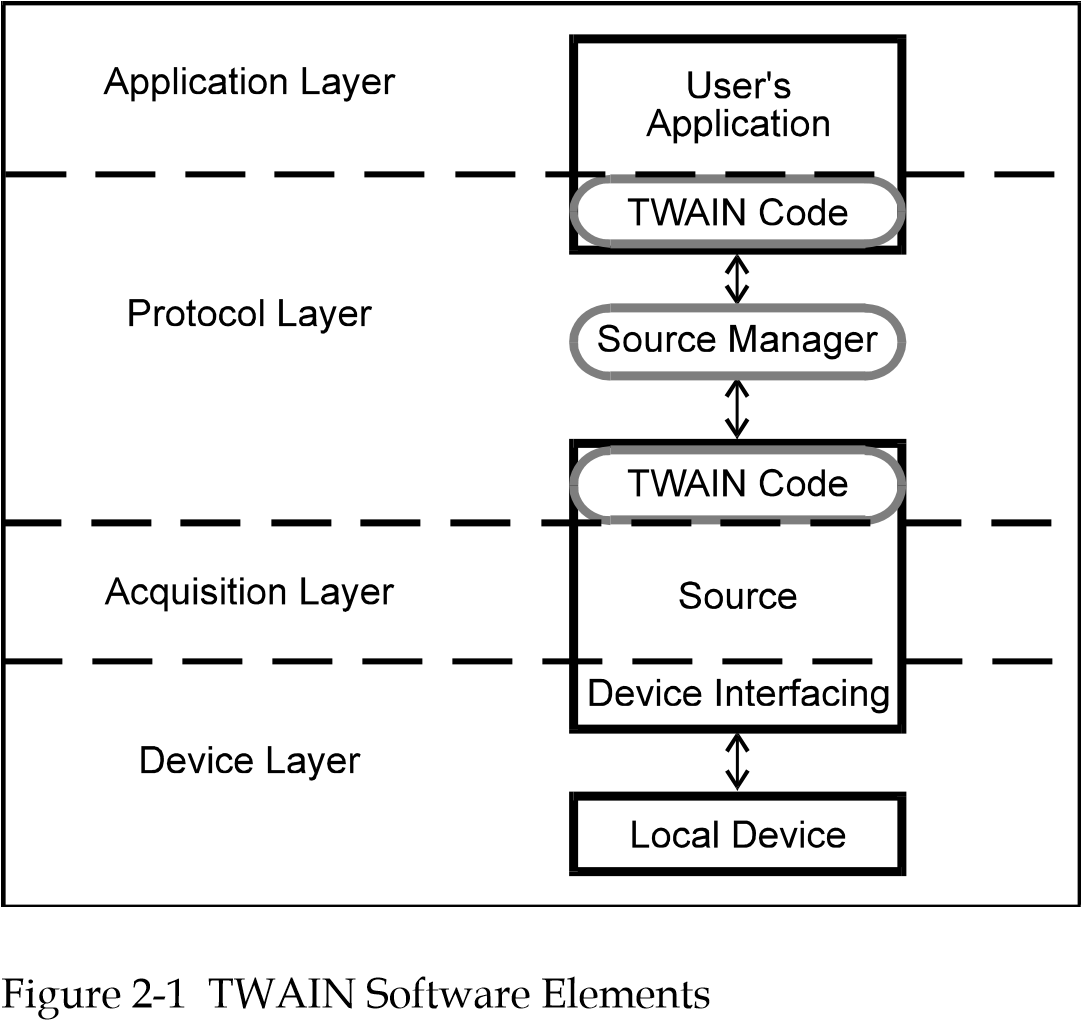 Application Layer
User's
Application
TWAIN Code
Protocol Layer
Source Manager
TWAIN Code
Acquisition Layer
Source
Device Interfacing
Device Layer
Local Device
Figure 2-1 TWAIN Software Elements